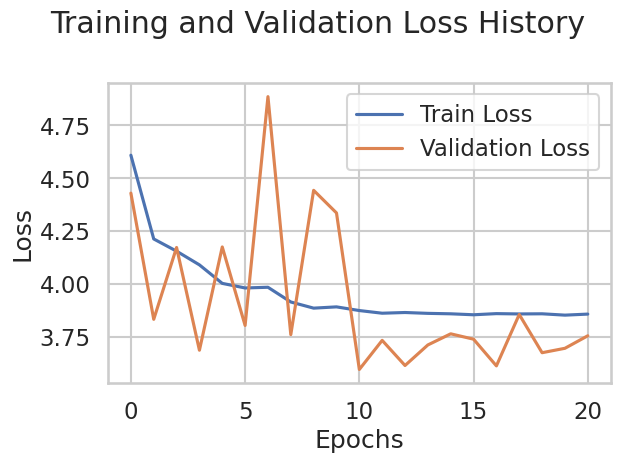 Training and Validation Loss History
Train Loss
Validation Loss
4.75
4.50
4.25
4.00
3.75
Loss
0
5
10
15
20
Epochs